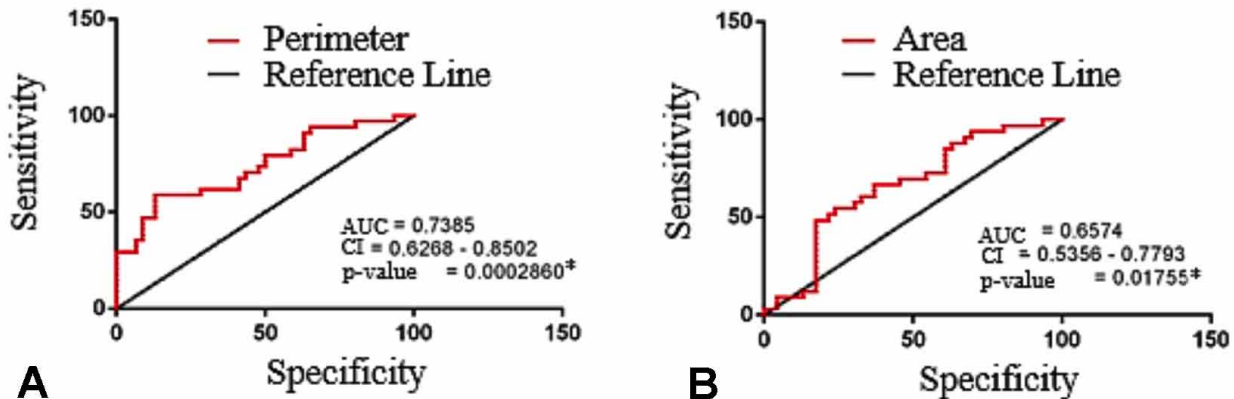 150
Perimeter
Reference Line
100
Sensitivity
50
AUC = 0.7385
CI = 0.6268 - 0.8502
p-value = 0.0002860*
0
0 50 100 150
Specificity
A
150
Area
Reference Line
100
Sensitivity
50
AUC = 0.6574
CI = 0.5356 - 0.7793
p-value = 0.01755*
0
0 50 100 150
Specificity
B